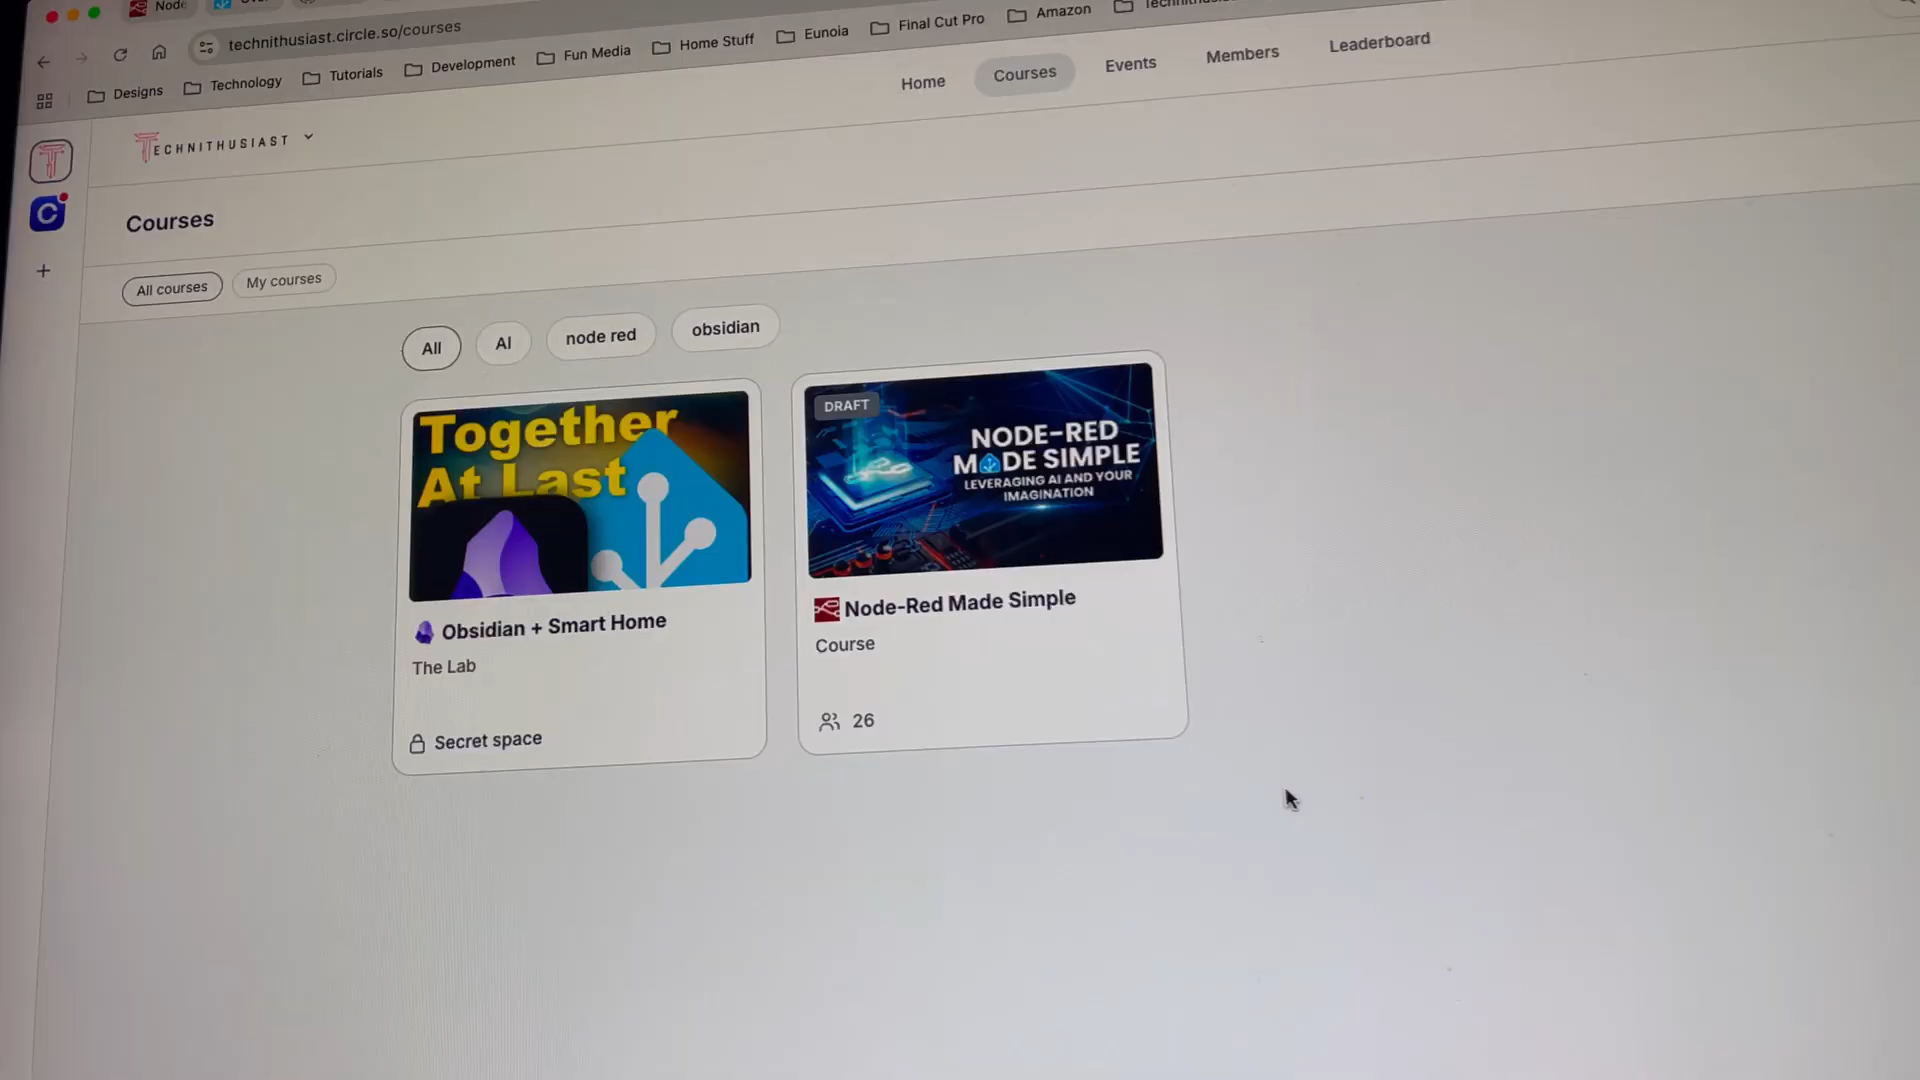 Node
technithusiast.circle.so/courses
Designs
Technology
Tutorials
Development
Fun Media
Home Stuff
Eunoia
Final Cut Pro
Amazon
Home
Courses
Events
Members
Leaderboard
TECHNITHUSIAST
C
Courses
All courses
My courses
All
AI
node red
obsidian
Together
At Last
Obsidian + Smart Home
The Lab
Secret space
DRAFT
NODE-RED
MADE SIMPLE
LEVERAGING AI AND YOUR
IMAGINATION
Node-Red Made Simple
Course
26